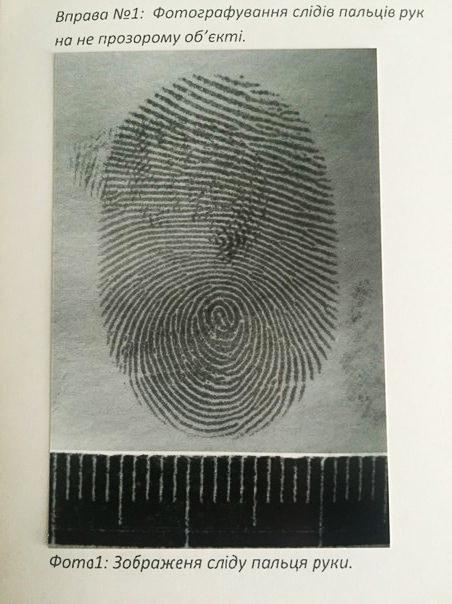 Вправа №1: Фотографування слідів пальців рук
на не прозорому об'єкті.
Фото1: Зображеня сліду пальця руки.